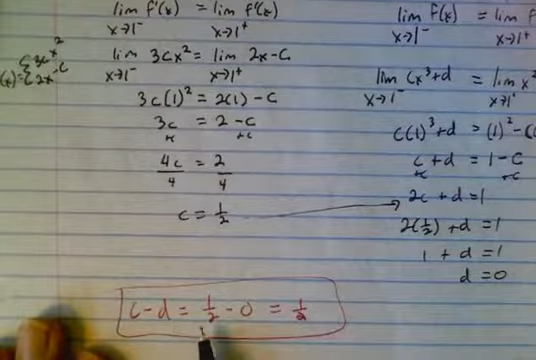 lim f'(x) = lim f'(x)
x→1⁻ x→1⁺
lim 3cx² = lim 2x-c
x→1⁻ x→1⁺
(x)={3cx²
2x-c
3c(1)² = 2(1) - c
3c = 2 - c
+c +c
4c = 2
4 4
c = 1/2
lim f(x) = lim f
x→1⁻ x→1⁺
lim cx³+d = lim x²
x→1⁻ x→1⁺
c(1)³+d = (1)² - c(
c + d = 1 - c
+c +c
2c + d = 1
2(1/2) + d = 1
1 + d = 1
d = 0
c-d = 1/2 - 0 = 1/2